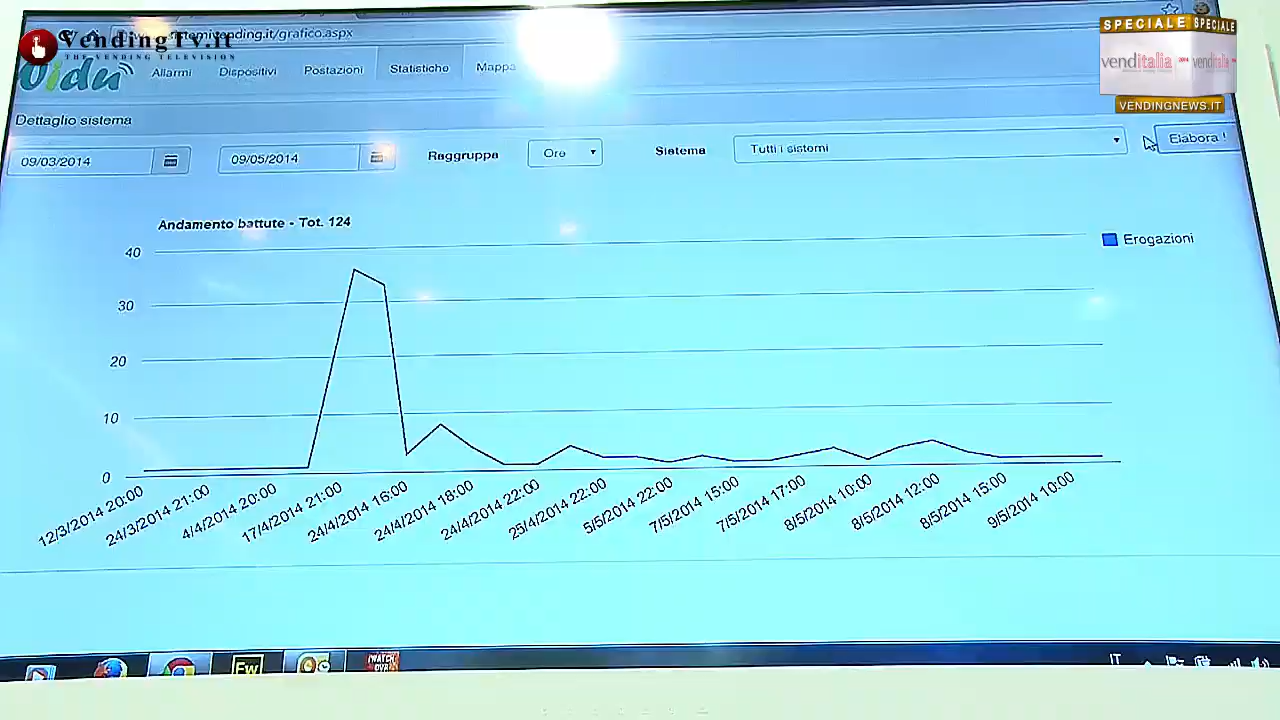 SPECIALE SPECIALE
VendingTv.it
THE VENDING TELEVISION
venditalia
venditalia
VENDINGNEWS.IT
temivending.it/grafico.aspx
Vidu
Allarmi Dispositivi Postazioni Statistiche Mappa
Dettaglio sistema
09/03/2014 09/05/2014 Raggruppa Ore Sistema Tutti i sistemi Elabora !
Andamento battute - Tot. 124
Erogazioni
40
30
20
10
0
12/3/2014 20:00
24/3/2014 21:00
4/4/2014 20:00
17/4/2014 21:00
24/4/2014 16:00
24/4/2014 18:00
24/4/2014 22:00
25/4/2014 22:00
5/5/2014 22:00
7/5/2014 15:00
7/5/2014 17:00
8/5/2014 10:00
8/5/2014 12:00
8/5/2014 15:00
9/5/2014 10:00
Fw
IT